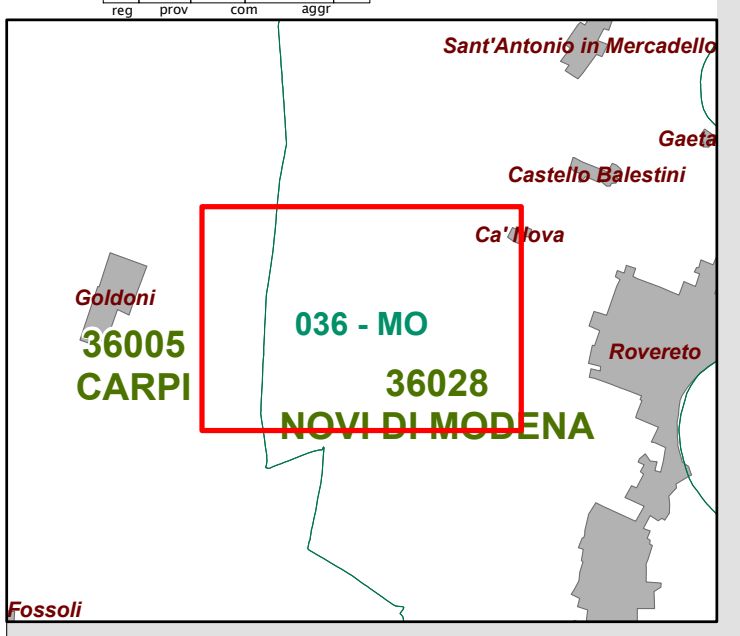 reg prov com aggr
Sant'Antonio in Mercadello
Gaeta
Castello Balestini
Ca' Nova
Goldoni
036 - MO
36005
CARPI
Rovereto
36028
NOVI DI MODENA
Fossoli